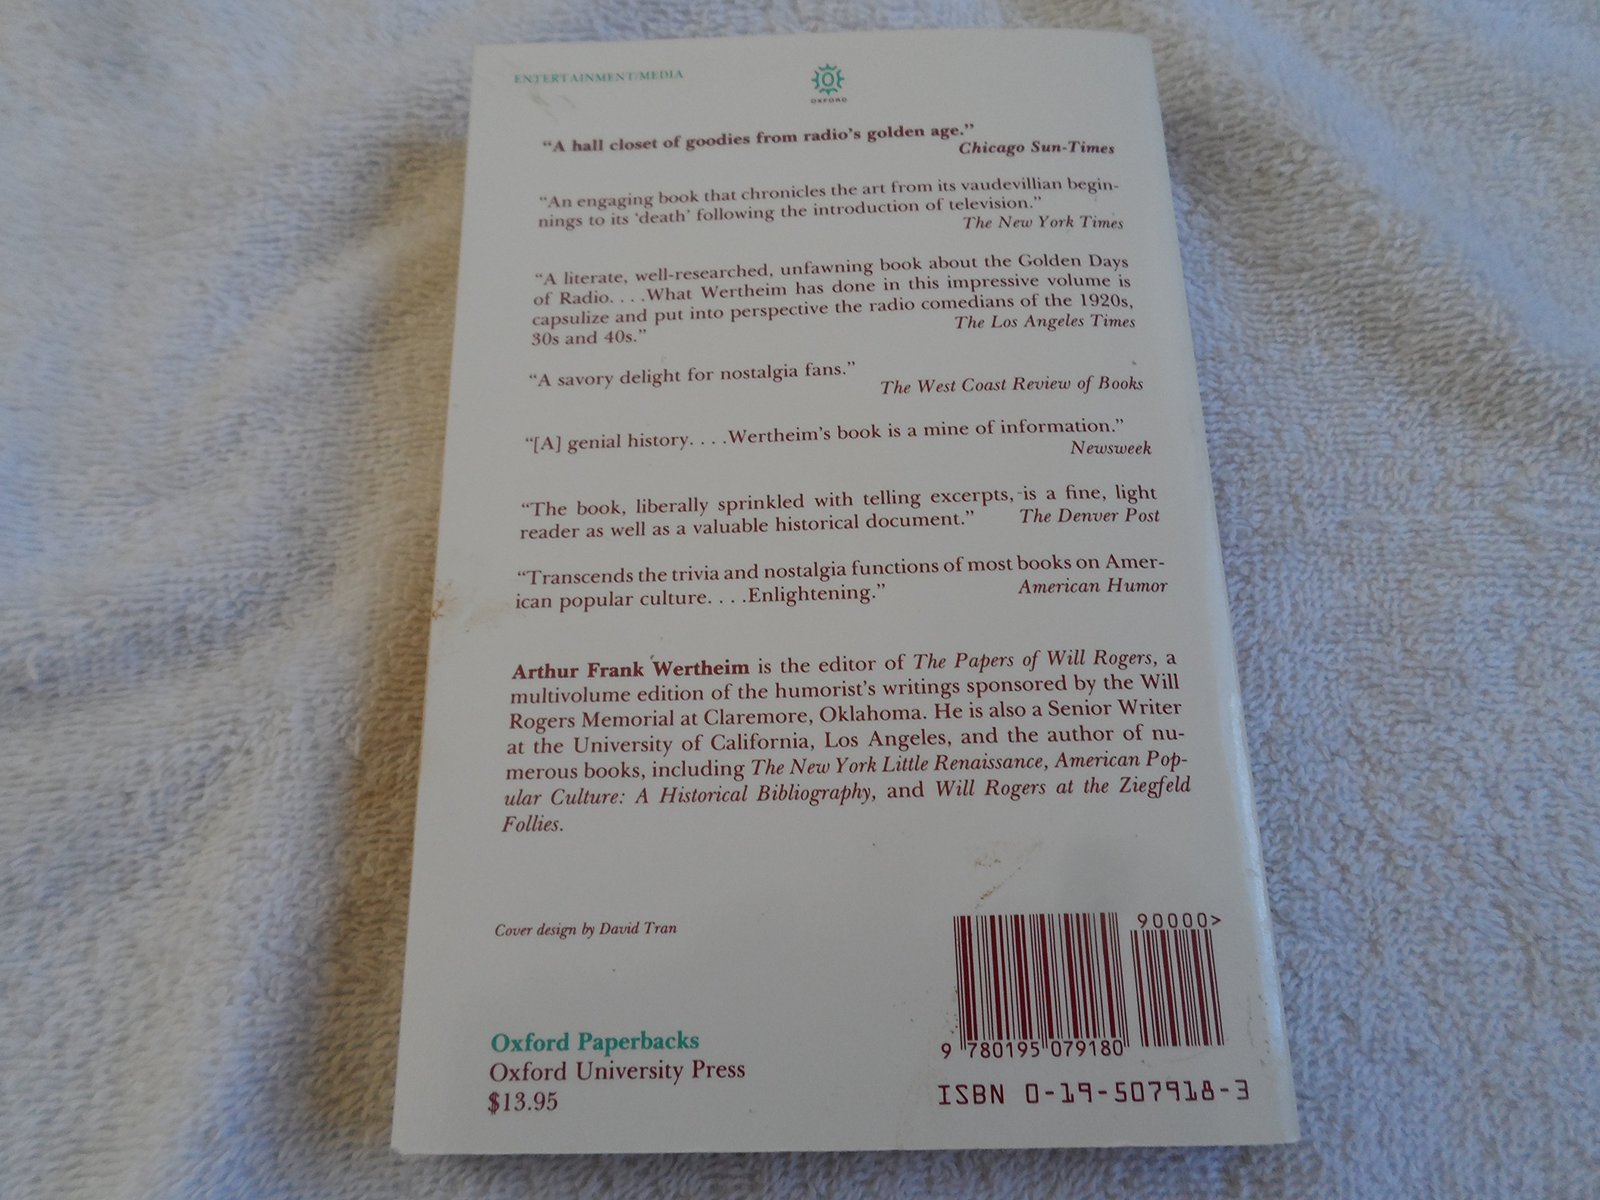 ENTERTAINMENT/MEDIA
OXFORD
“A hall closet of goodies from radio’s golden age.”
Chicago Sun-Times
“An engaging book that chronicles the art from its vaudevillian begin-
nings to its ‘death’ following the introduction of television.”
The New York Times
“A literate, well-researched, unfawning book about the Golden Days
of Radio. . . .What Wertheim has done in this impressive volume is
capsulize and put into perspective the radio comedians of the 1920s,
30s and 40s.”
The Los Angeles Times
“A savory delight for nostalgia fans.”
The West Coast Review of Books
“[A] genial history. . . .Wertheim’s book is a mine of information.”
Newsweek
“The book, liberally sprinkled with telling excerpts, is a fine, light
reader as well as a valuable historical document.” The Denver Post
“Transcends the trivia and nostalgia functions of most books on Amer-
ican popular culture. . . .Enlightening.” American Humor
Arthur Frank Wertheim is the editor of The Papers of Will Rogers, a
multivolume edition of the humorist’s writings sponsored by the Will
Rogers Memorial at Claremore, Oklahoma. He is also a Senior Writer
at the University of California, Los Angeles, and the author of nu-
merous books, including The New York Little Renaissance, American Pop-
ular Culture: A Historical Bibliography, and Will Rogers at the Ziegfeld
Follies.
Cover design by David Tran
90000>
9 780195 079180
ISBN 0-19-507918-3
Oxford Paperbacks
Oxford University Press
$13.95